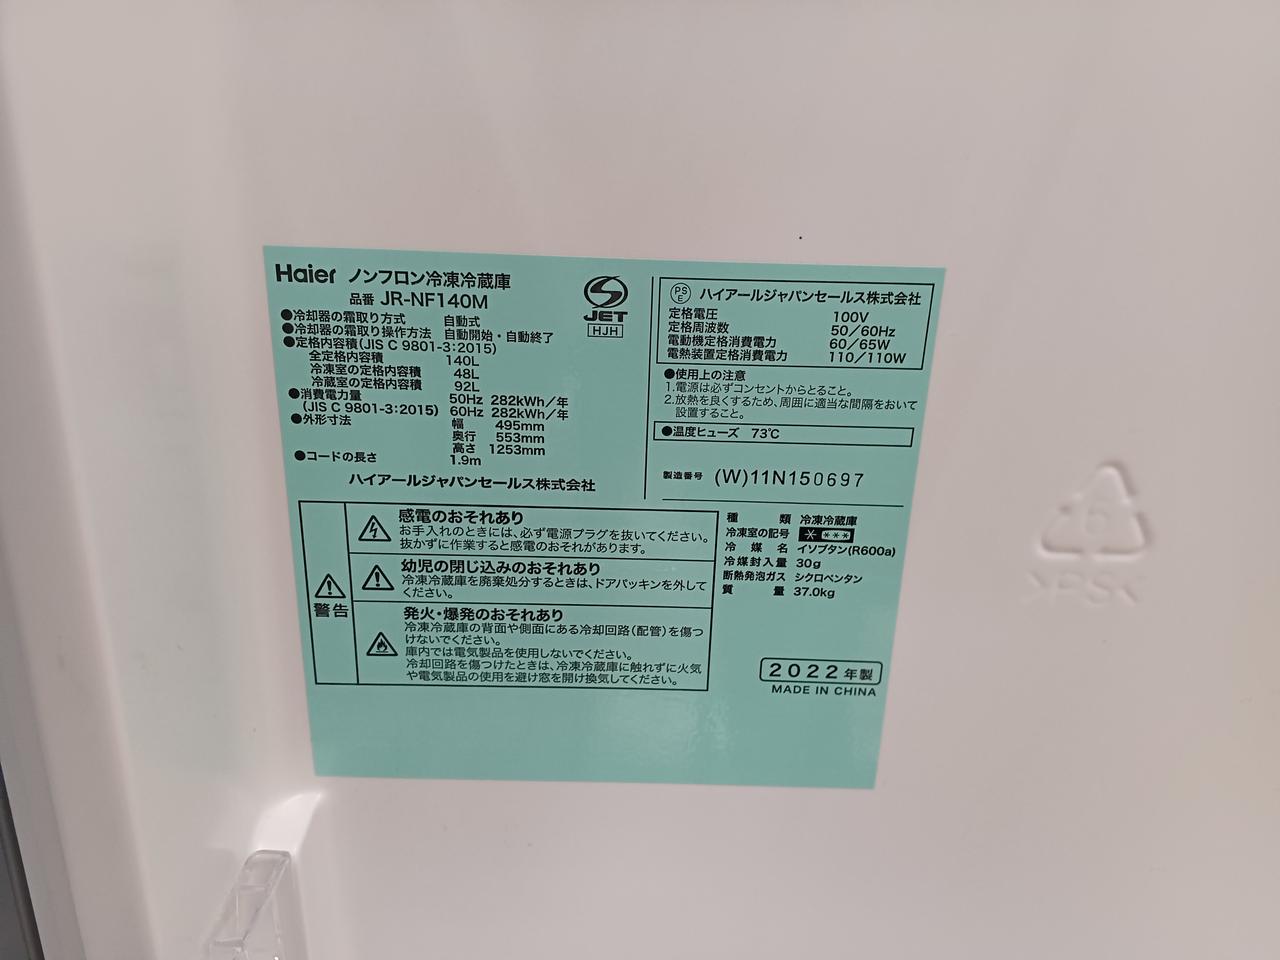 Haier ノンフロン冷凍冷蔵庫
品番 JR-NF140M
●冷却器の霜取り方式 自動式
●冷却器の霜取り操作方法 自動開始・自動終了
●定格内容積(JIS C 9801-3:2015)
全定格内容積 140L
冷凍室の定格内容積 48L
冷蔵室の定格内容積 92L
●消費電力量 50Hz 282kWh/年
(JIS C 9801-3:2015) 60Hz 282kWh/年
●外形寸法 幅 495mm
奥行 553mm
高さ 1253mm
●コードの長さ 1.9m
ハイアールジャパンセールス株式会社
JET
HJH
PSE ハイアールジャパンセールス株式会社
定格電圧 100V
定格周波数 50/60Hz
電動機定格消費電力 60/65W
電熱装置定格消費電力 110/110W
●使用上の注意
1.電源は必ずコンセントからとること。
2.放熱を良くするため、周囲に適当な間隔をおいて
設置すること。
●温度ヒューズ 73℃
製造番号 (W)11N150697
警告
感電のおそれあり
お手入れのときには、必ず電源プラグを抜いてください。
抜かずに作業すると感電のおそれがあります。
幼児の閉じ込みのおそれあり
冷凍冷蔵庫を廃棄処分するときは、ドアパッキンを外して
ください。
発火・爆発のおそれあり
冷凍冷蔵庫の背面や側面にある冷却回路(配管)を傷つ
けないでください。
庫内では電気製品を使用しないでください。
冷却回路を傷つけたときは、冷凍冷蔵庫に触れずに火気
や電気製品の使用を避け窓を開け換気してください。
種類 冷凍冷蔵庫
冷凍室の記号 * ***
冷媒名 イソブタン(R600a)
冷媒封入量 30g
断熱発泡ガス シクロペンタン
質量 37.0kg
2022年製
MADE IN CHINA
6
>PS<